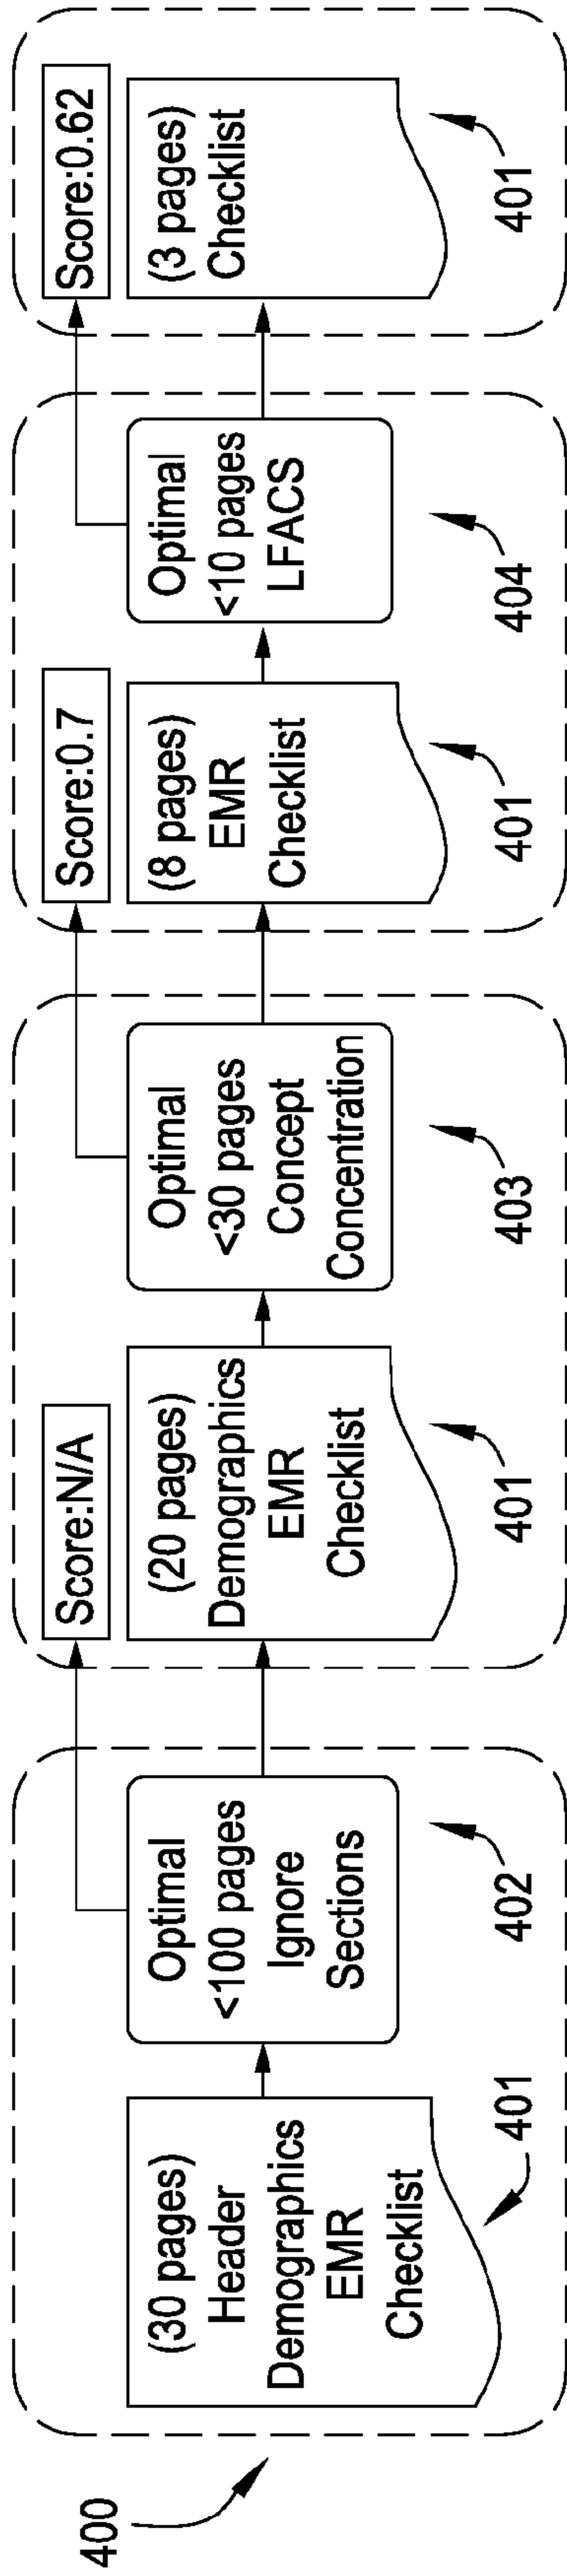 400
(30 pages)
Header
Demographics
EMR
Checklist
401
Optimal
<100 pages
Ignore
Sections
402
Score:N/A
(20 pages)
Demographics
EMR
Checklist
401
Optimal
<30 pages
Concept
Concentration
403
Score:0.7
(8 pages)
EMR
Checklist
401
Optimal
<10 pages
LFACS
404
Score:0.62
(3 pages)
Checklist
401